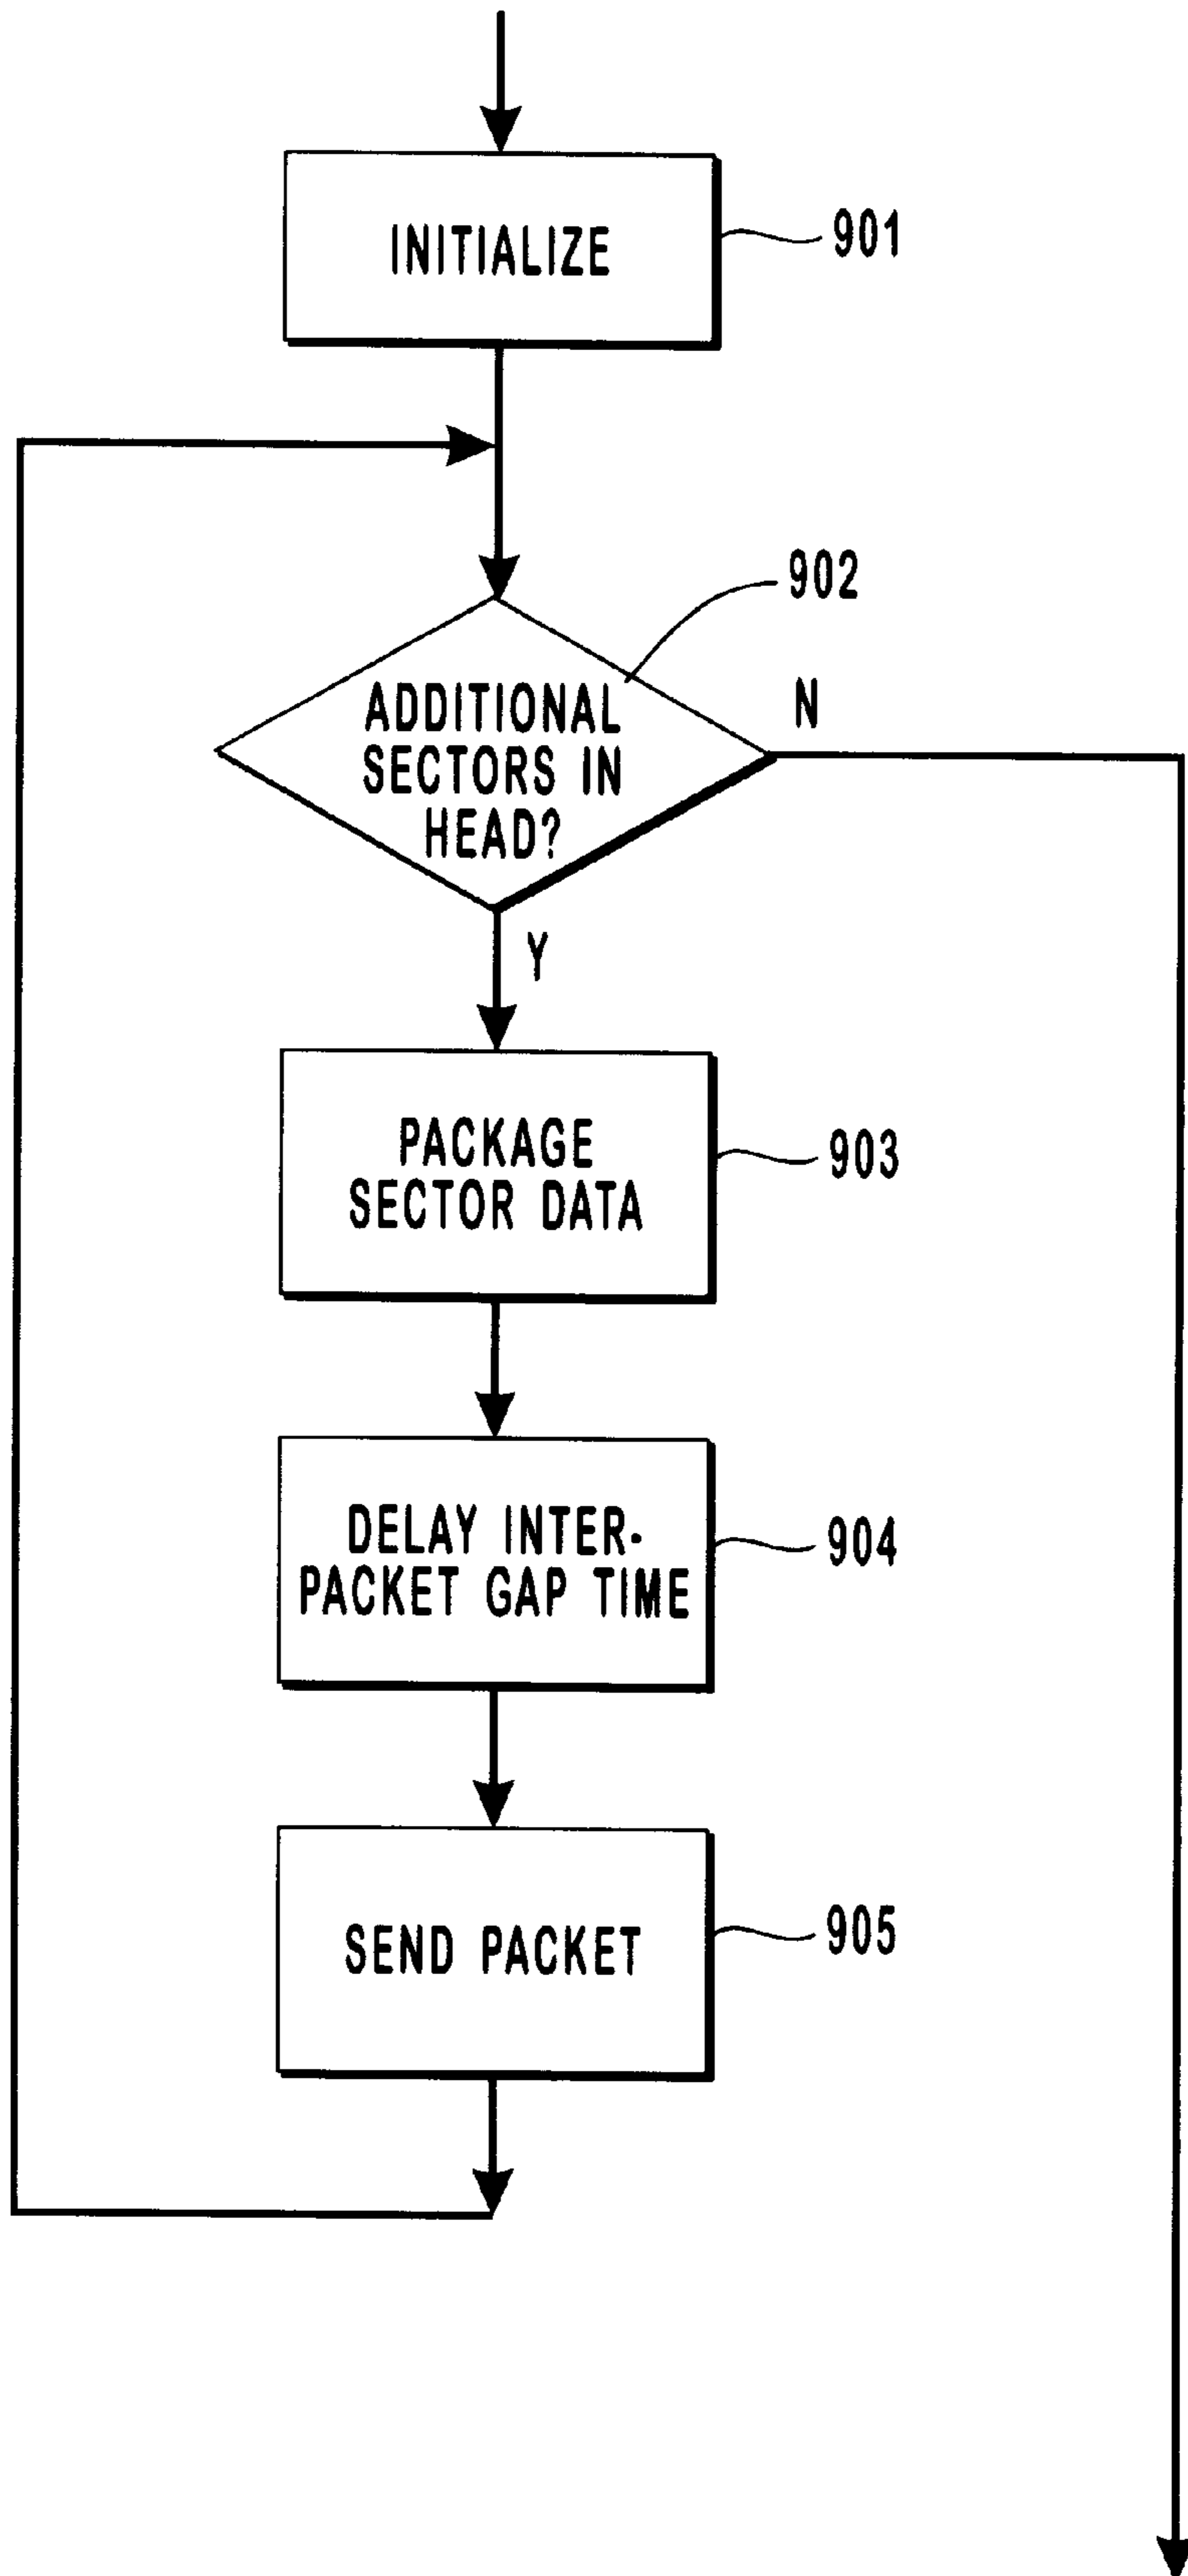 INITIALIZE
901
902
ADDITIONAL
SECTORS IN
HEAD?
N
Y
PACKAGE
SECTOR DATA
903
DELAY INTER-
PACKET GAP TIME
904
SEND PACKET
905